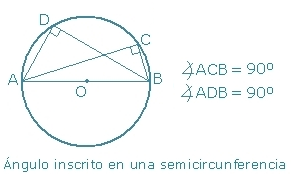 D
C
A
B
O
∡ACB = 90º
∡ADB = 90º
Ángulo inscrito en una semicircunferencia